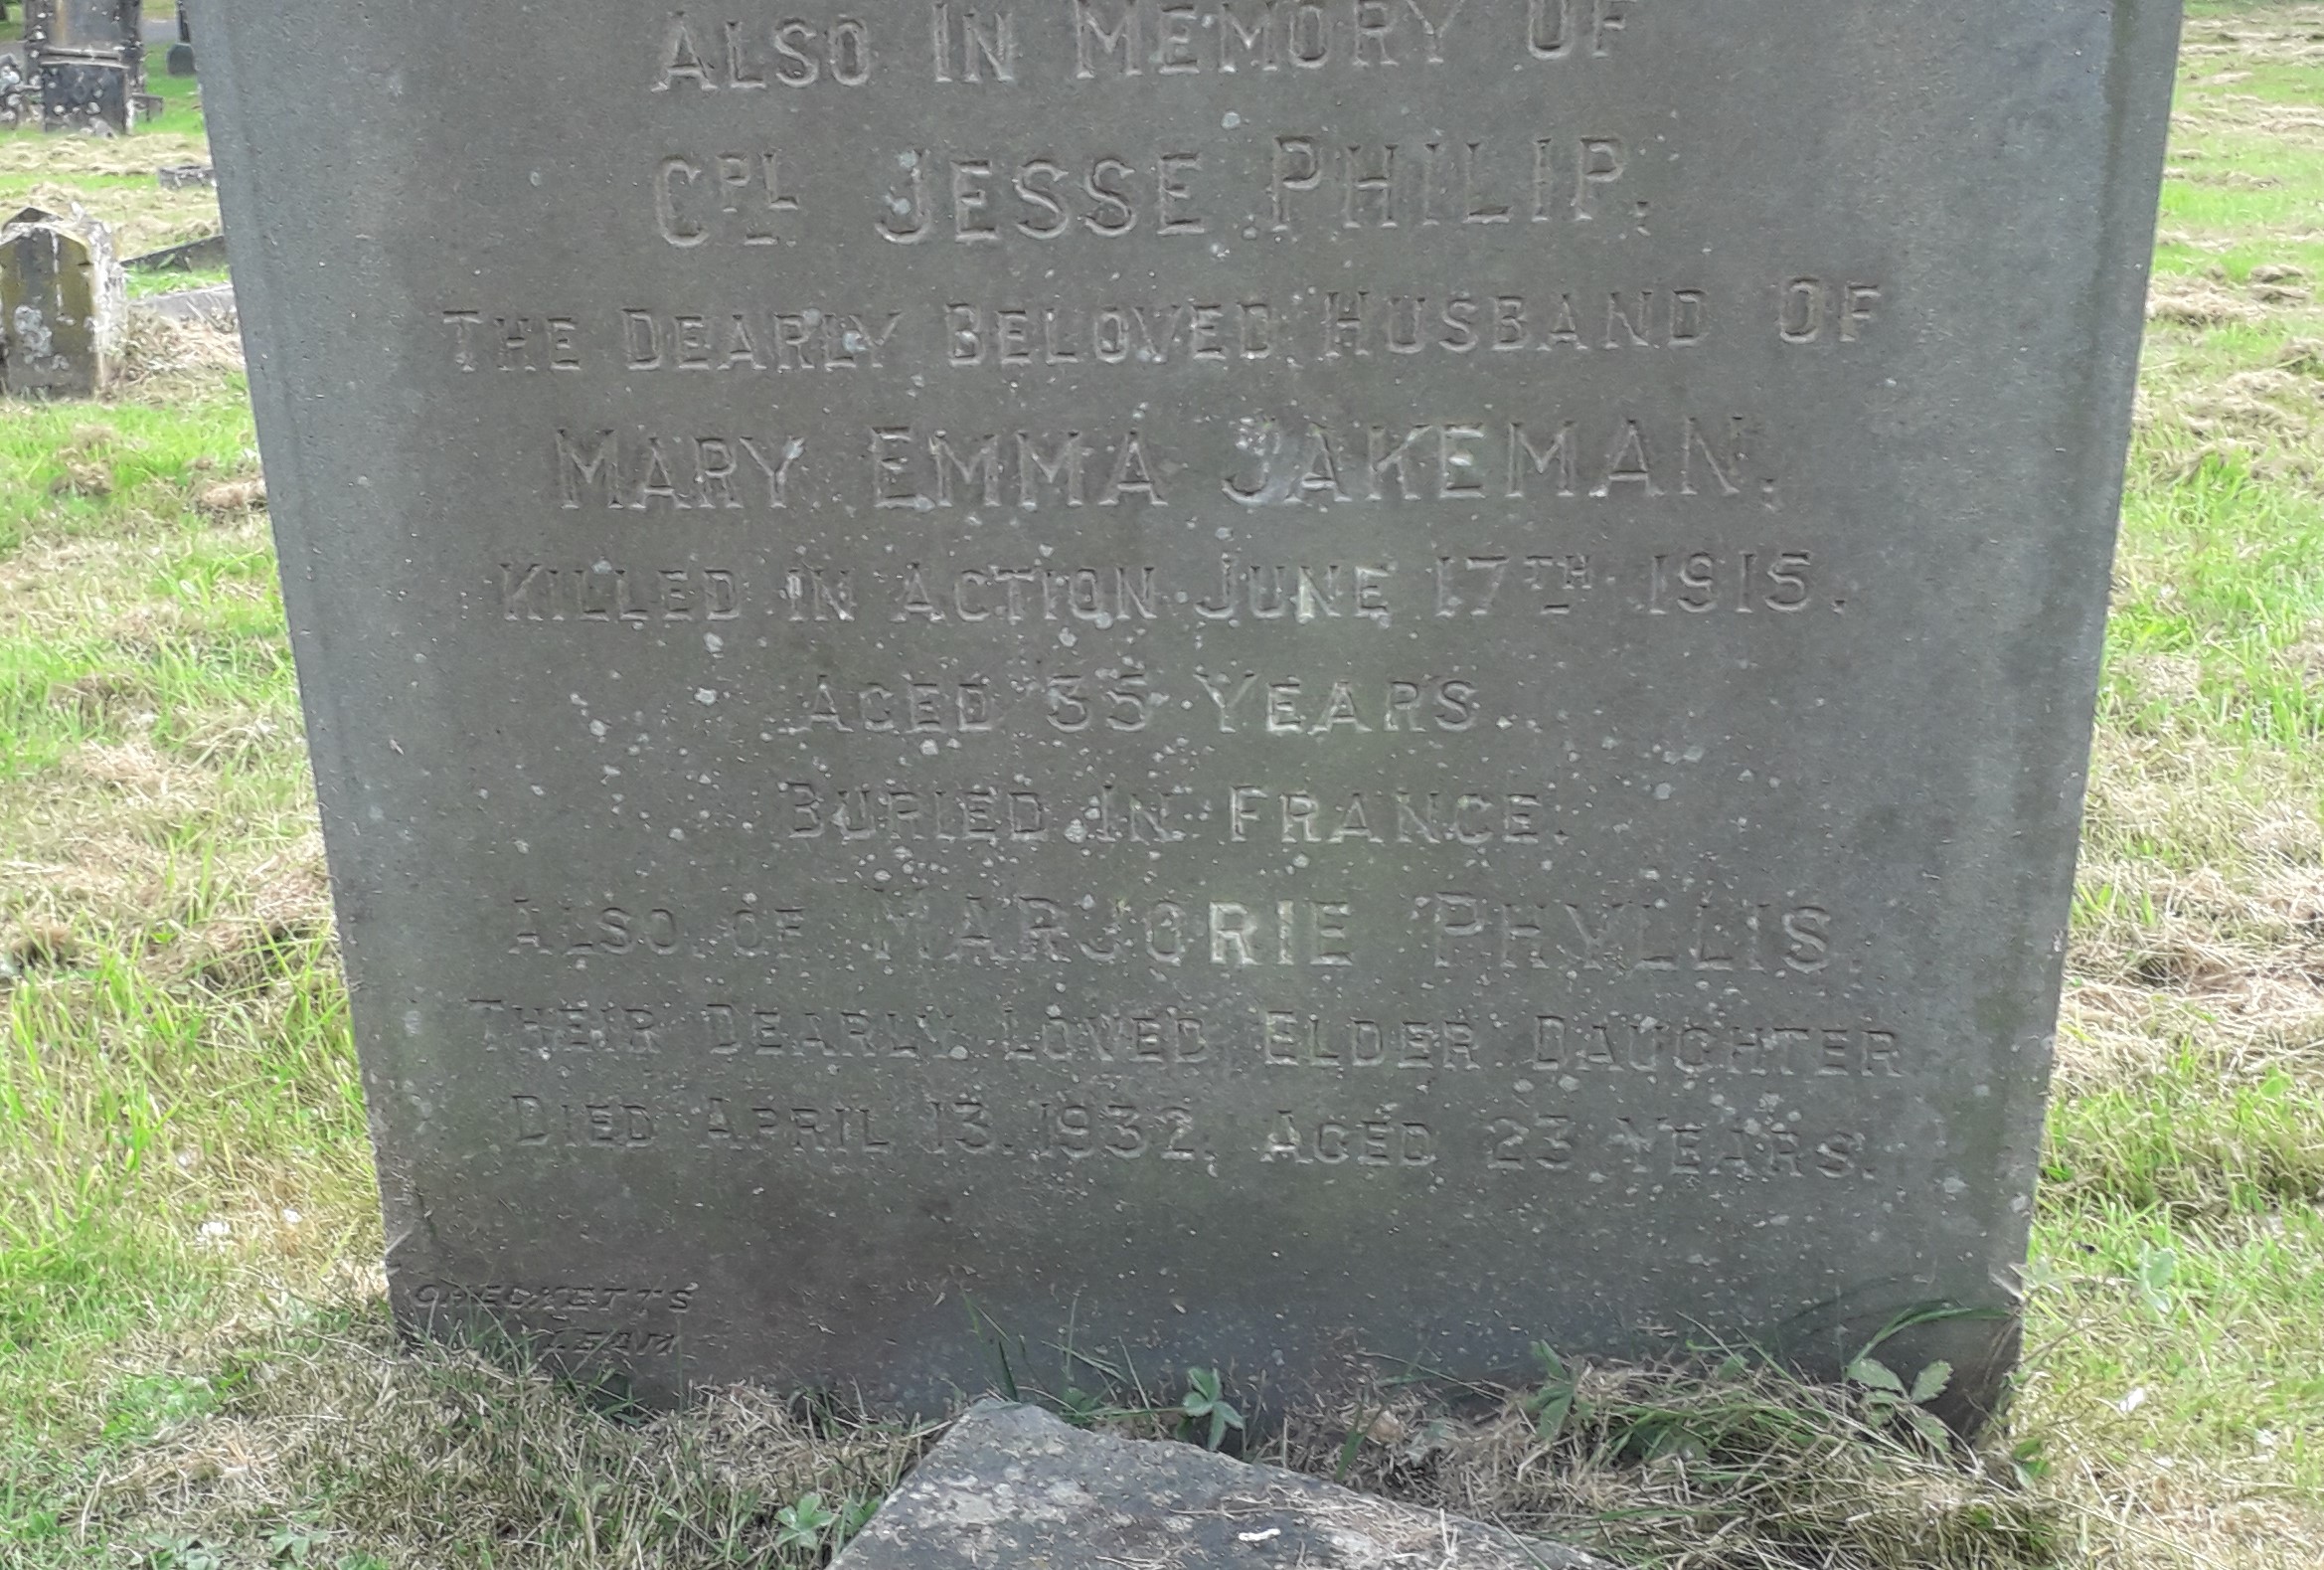 ALSO IN MEMORY OF
CPL JESSE PHILIP,
THE DEARLY BELOVED HUSBAND OF
MARY EMMA JAKEMAN,
KILLED IN ACTION JUNE 17TH 1915,
AGED 35 YEARS.
BURIED IN FRANCE.
ALSO OF MARJORIE PHYLLIS,
THEIR DEARLY LOVED ELDER DAUGHTER
DIED APRIL 13. 1932. AGED 23 YEARS.
CHECKETTS
LEAM